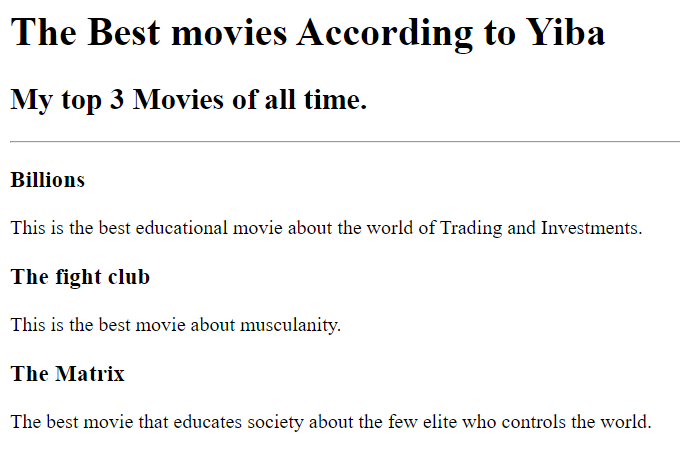 The Best movies According to Yiba
My top 3 Movies of all time.
Billions
This is the best educational movie about the world of Trading and Investments.
The fight club
This is the best movie about musculanity.
The Matrix
The best movie that educates society about the few elite who controls the world.